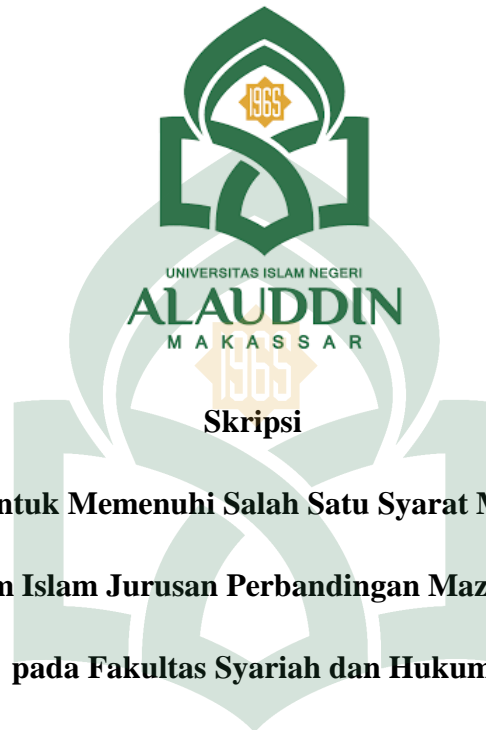 1965
UNIVERSITAS ISLAM NEGERI
ALAUDDIN
MAKASSAR
1965
Skripsi
ntuk Memenuhi Salah Satu Syarat M
n Islam Jurusan Perbandingan Maz
pada Fakultas Syariah dan Hukum